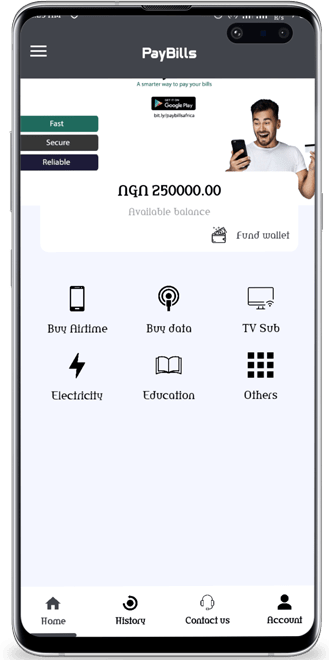 PayBills
A smarter way to pay your bills
GET IT ON
Google Play
bit.ly/paybillsafrica
Fast
Secure
Reliable
NGN 250000.00
Available balance
Fund wallet
Buy Airtime
Buy data
TV Sub
Electricity
Education
Others
Home
History
Contact us
Account